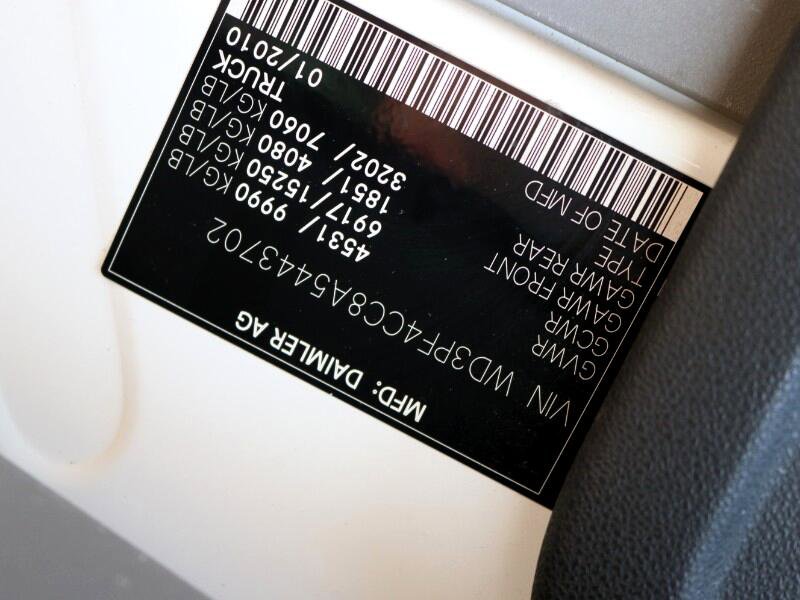 MFD: DAIMLER AG
VIN WD3PF4CC8A5443702
GVWR 4531/ 9990 KG/LB
GCWR 6917/15250 KG/LB
GAWR FRONT 1851/ 4080 KG/LB
GAWR REAR 3202/ 7060 KG/LB
TYPE TRUCK
DATE OF MFD 01/2010